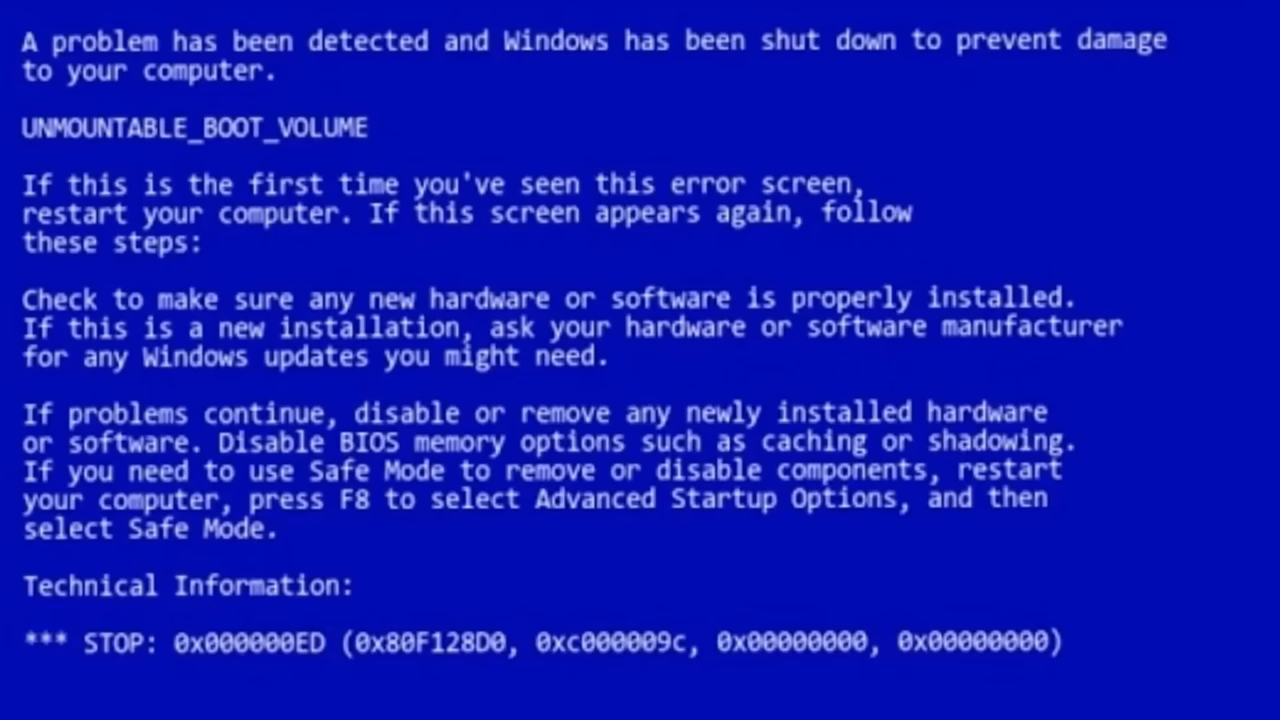 A problem has been detected and Windows has been shut down to prevent damage
to your computer.
UNMOUNTABLE_BOOT_VOLUME
If this is the first time you've seen this error screen,
restart your computer. If this screen appears again, follow
these steps:
Check to make sure any new hardware or software is properly installed.
If this is a new installation, ask your hardware or software manufacturer
for any Windows updates you might need.
If problems continue, disable or remove any newly installed hardware
or software. Disable BIOS memory options such as caching or shadowing.
If you need to use Safe Mode to remove or disable components, restart
your computer, press F8 to select Advanced Startup Options, and then
select Safe Mode.
Technical Information:
*** STOP: 0x000000ED (0x80F128D0, 0xc000009c, 0x00000000, 0x00000000)